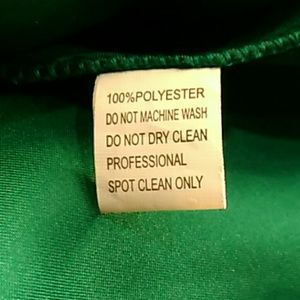 100%POLYESTER
DO NOT MACHINE WASH
DO NOT DRY CLEAN
PROFESSIONAL
SPOT CLEAN ONLY